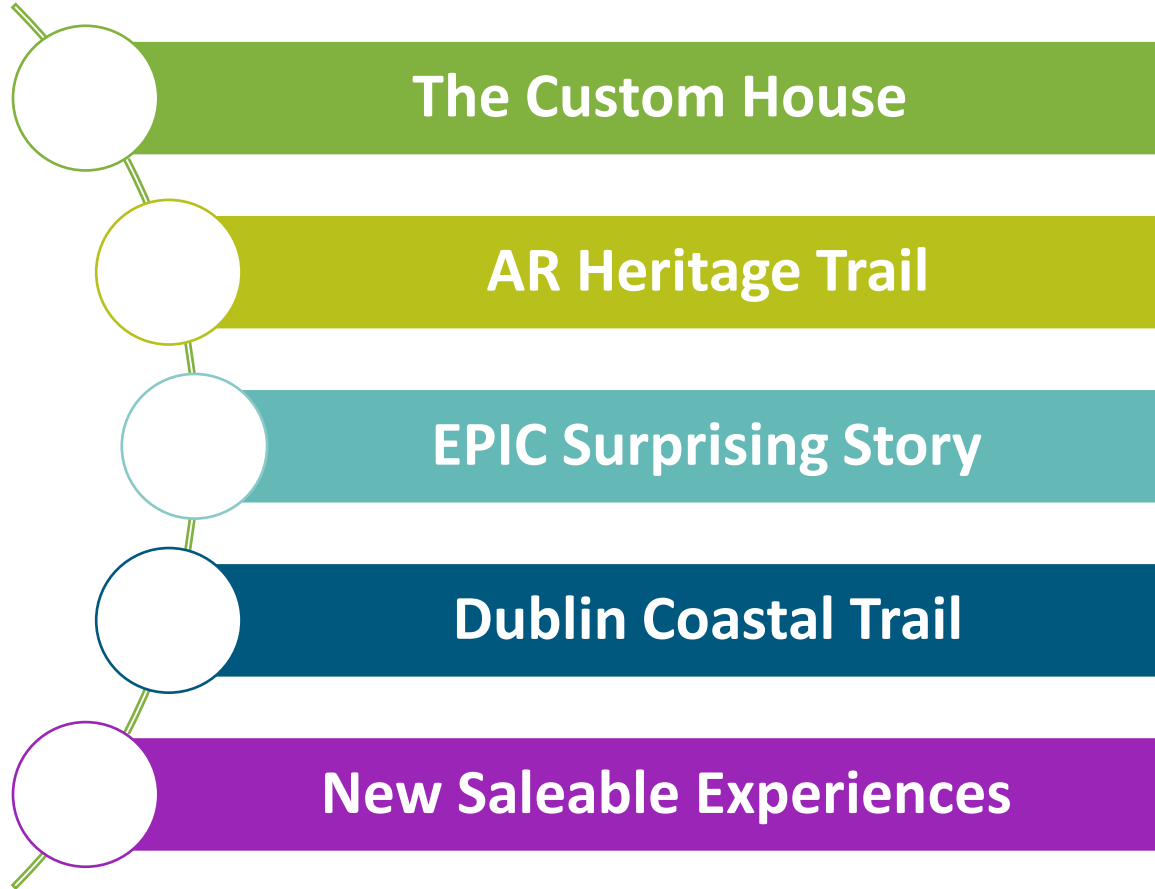 The Custom House
AR Heritage Trail
EPIC Surprising Story
Dublin Coastal Trail
New Saleable Experiences